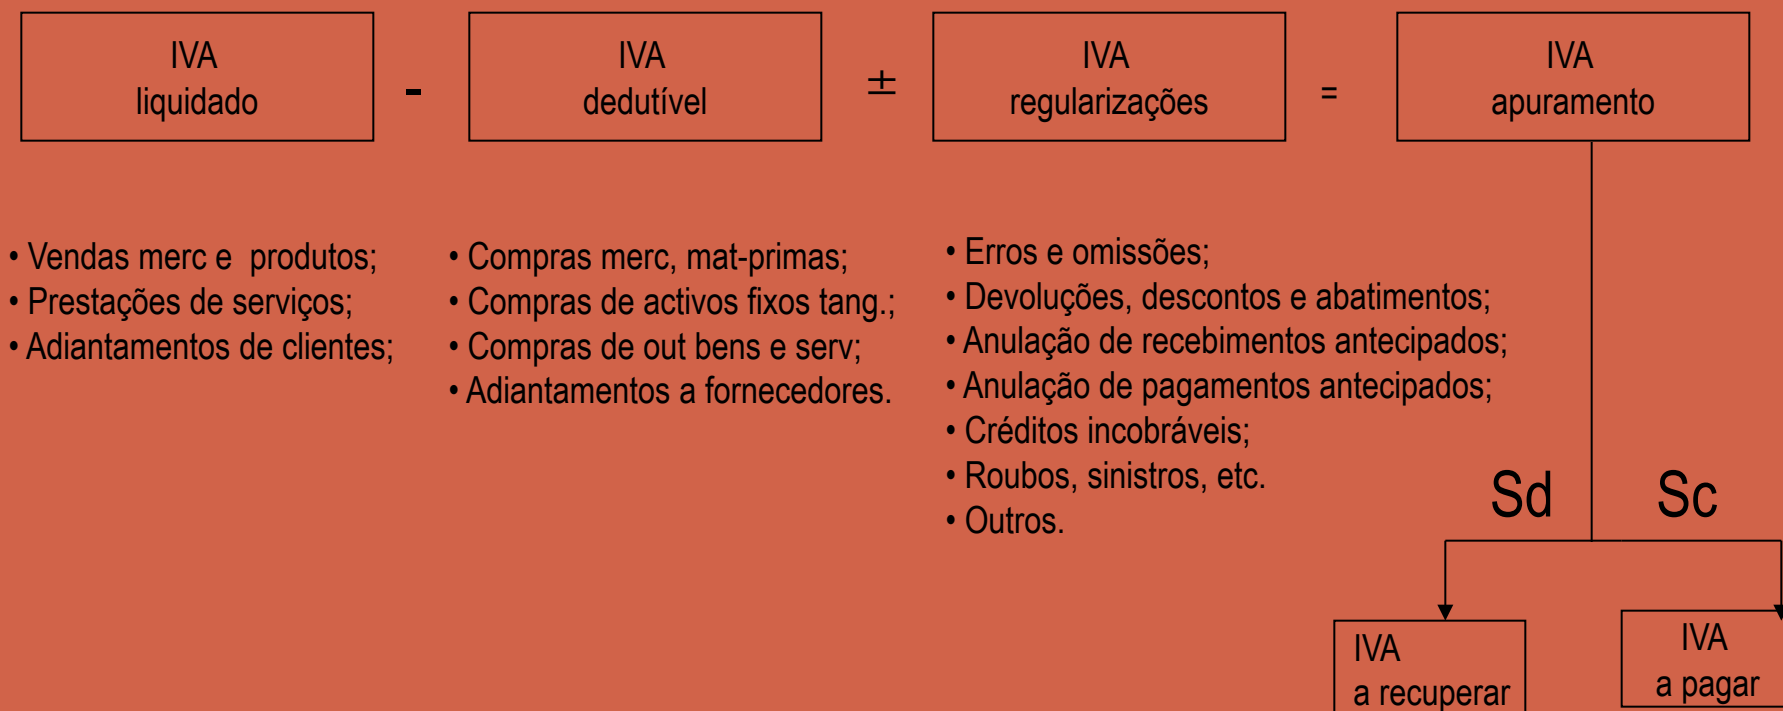 IVA
liquidado
-
IVA
dedutível
±
IVA
regularizações
=
IVA
apuramento
• Vendas merc e produtos;
• Prestações de serviços;
• Adiantamentos de clientes;
• Compras merc, mat-primas;
• Compras de activos fixos tang.;
• Compras de out bens e serv;
• Adiantamentos a fornecedores.
• Erros e omissões;
• Devoluções, descontos e abatimentos;
• Anulação de recebimentos antecipados;
• Anulação de pagamentos antecipados;
• Créditos incobráveis;
• Roubos, sinistros, etc.
• Outros.
Sd
Sc
IVA
a recuperar
IVA
a pagar